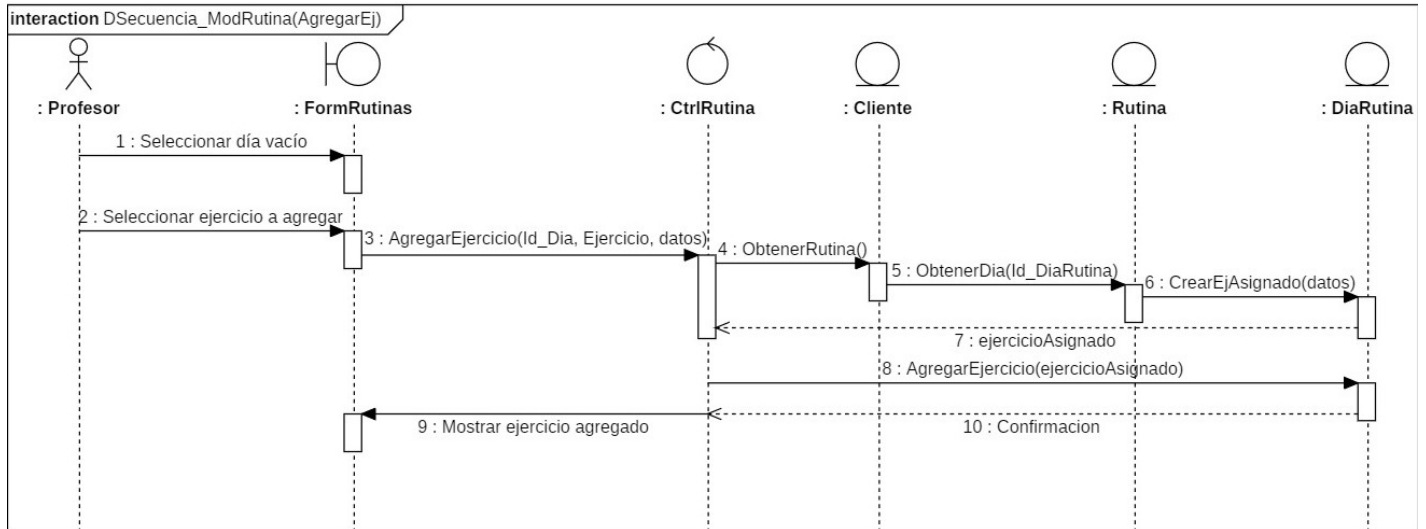 interaction DSecuencia_ModRutina(AgregarEj)
: Profesor
: FormRutinas
: CtrlRutina
: Cliente
: Rutina
: DiaRutina
1 : Seleccionar día vacío
2 : Seleccionar ejercicio a agregar
3 : AgregarEjercicio(Id_Dia, Ejercicio, datos)
4 : ObtenerRutina()
5 : ObtenerDia(Id_DiaRutina)
6 : CrearEjAsignado(datos)
7 : ejercicioAsignado
8 : AgregarEjercicio(ejercicioAsignado)
9 : Mostrar ejercicio agregado
10 : Confirmacion